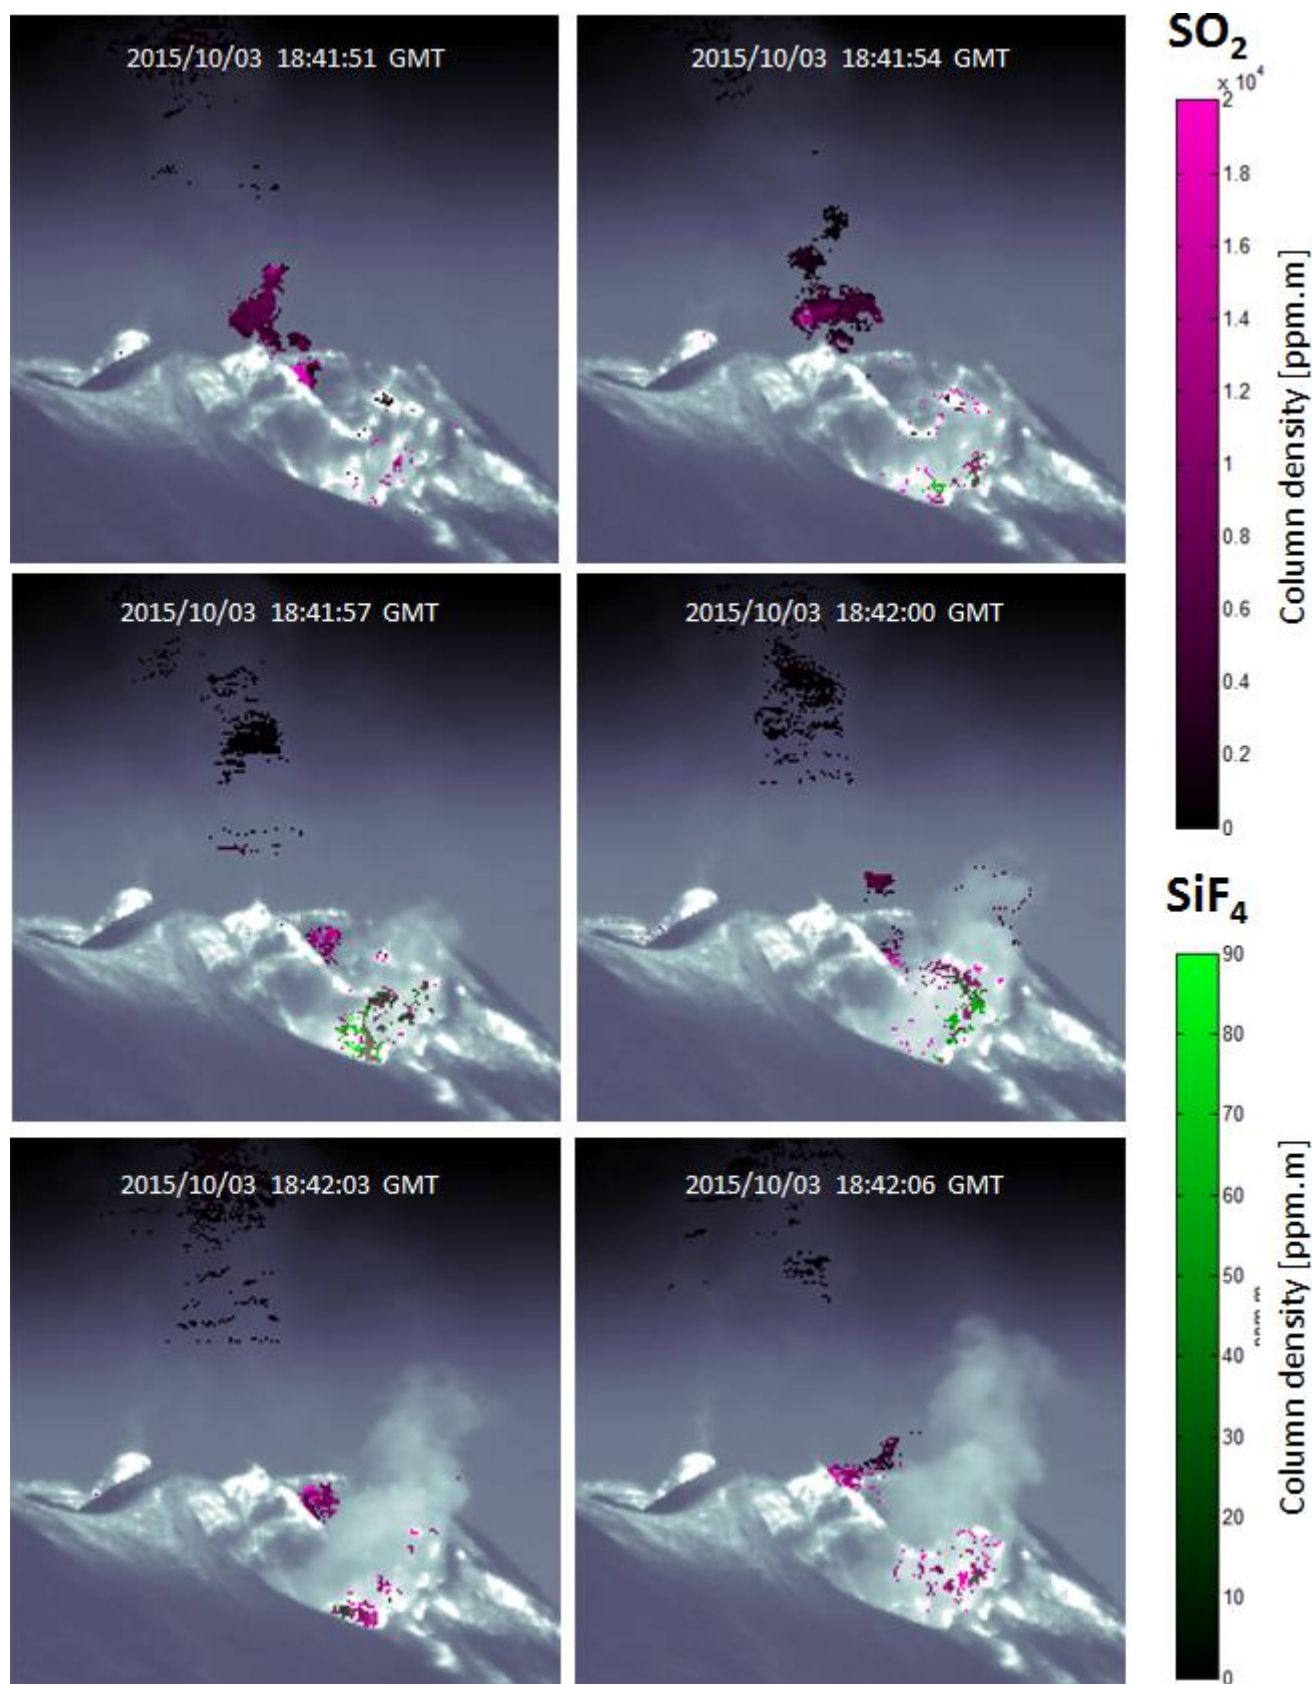 2015/10/03 18:41:51 GMT
2015/10/03 18:41:54 GMT
2015/10/03 18:41:57 GMT
2015/10/03 18:42:00 GMT
2015/10/03 18:42:03 GMT
2015/10/03 18:42:06 GMT
SO2
x 10^4
2
1.8
1.6
1.4
1.2
1
0.8
0.6
0.4
0.2
0
Column density [ppm.m]
SiF4
90
80
70
60
50
40
30
20
10
0
Column density [ppm.m]